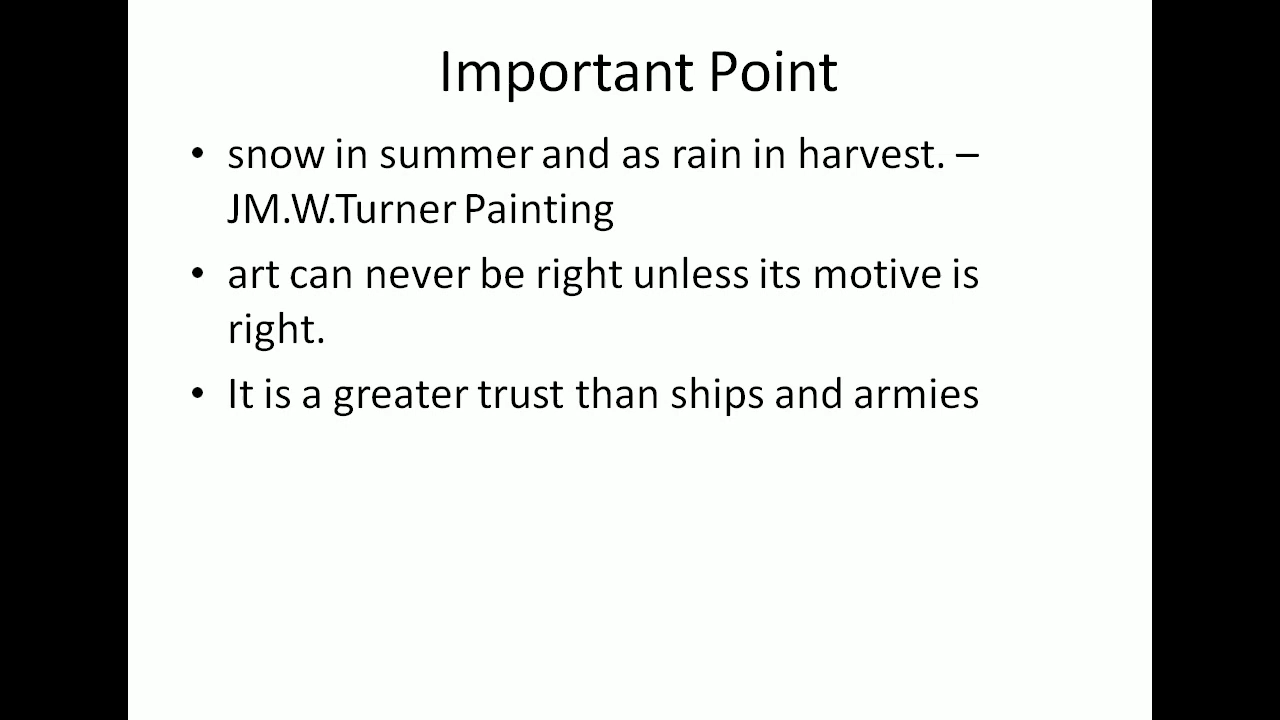 Important Point
• snow in summer and as rain in harvest. –
JM.W.Turner Painting
• art can never be right unless its motive is
right.
• It is a greater trust than ships and armies